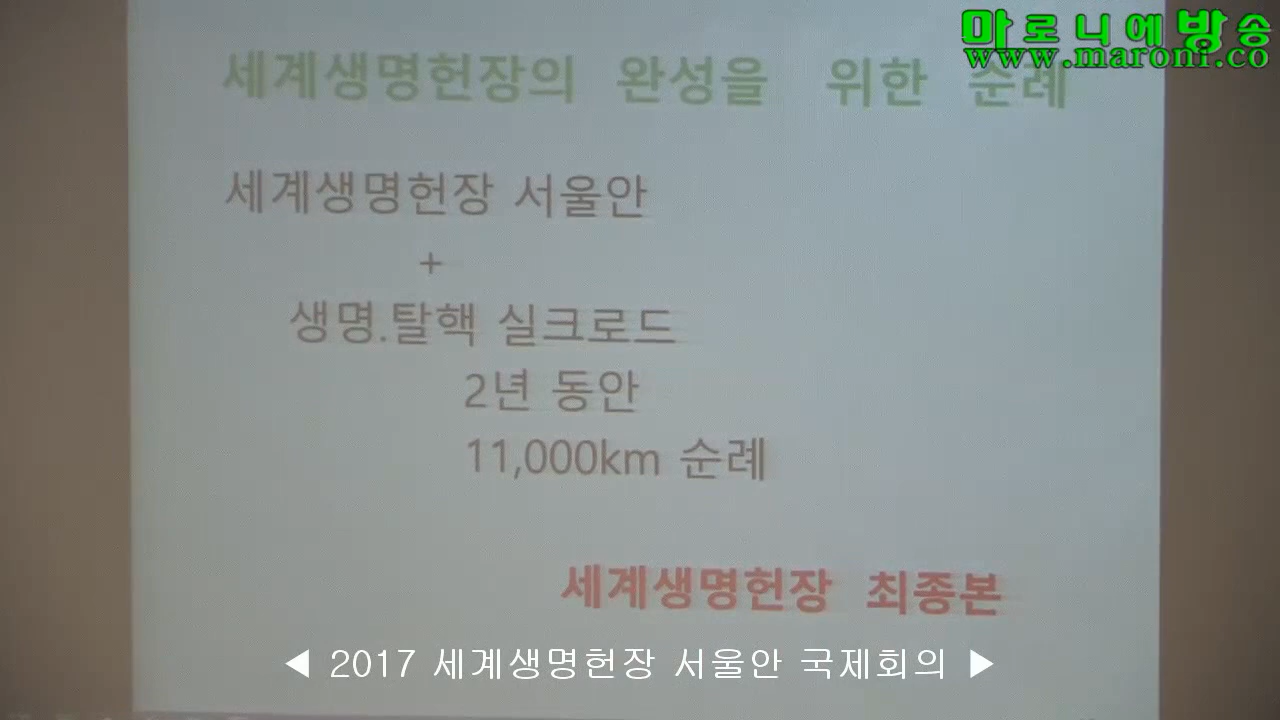 마로니에방송
www.maroni.co
세계생명헌장의 완성을 위한 순례
세계생명헌장 서울안
+
생명.탈핵 실크로드
2년 동안
11,000km 순례
세계생명헌장 최종본
◀ 2017 세계생명헌장 서울안 국제회의 ▶